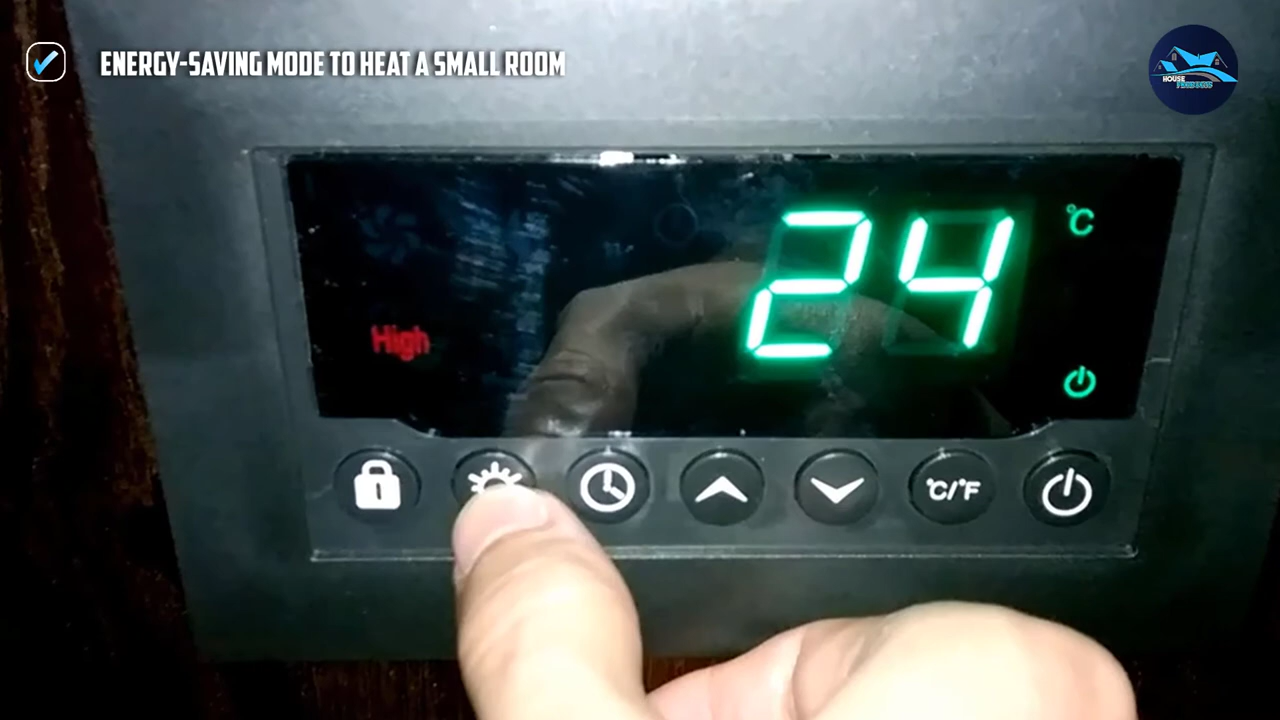 ENERGY-SAVING MODE TO HEAT A SMALL ROOM
HOUSE
24 °C
High
°C/°F